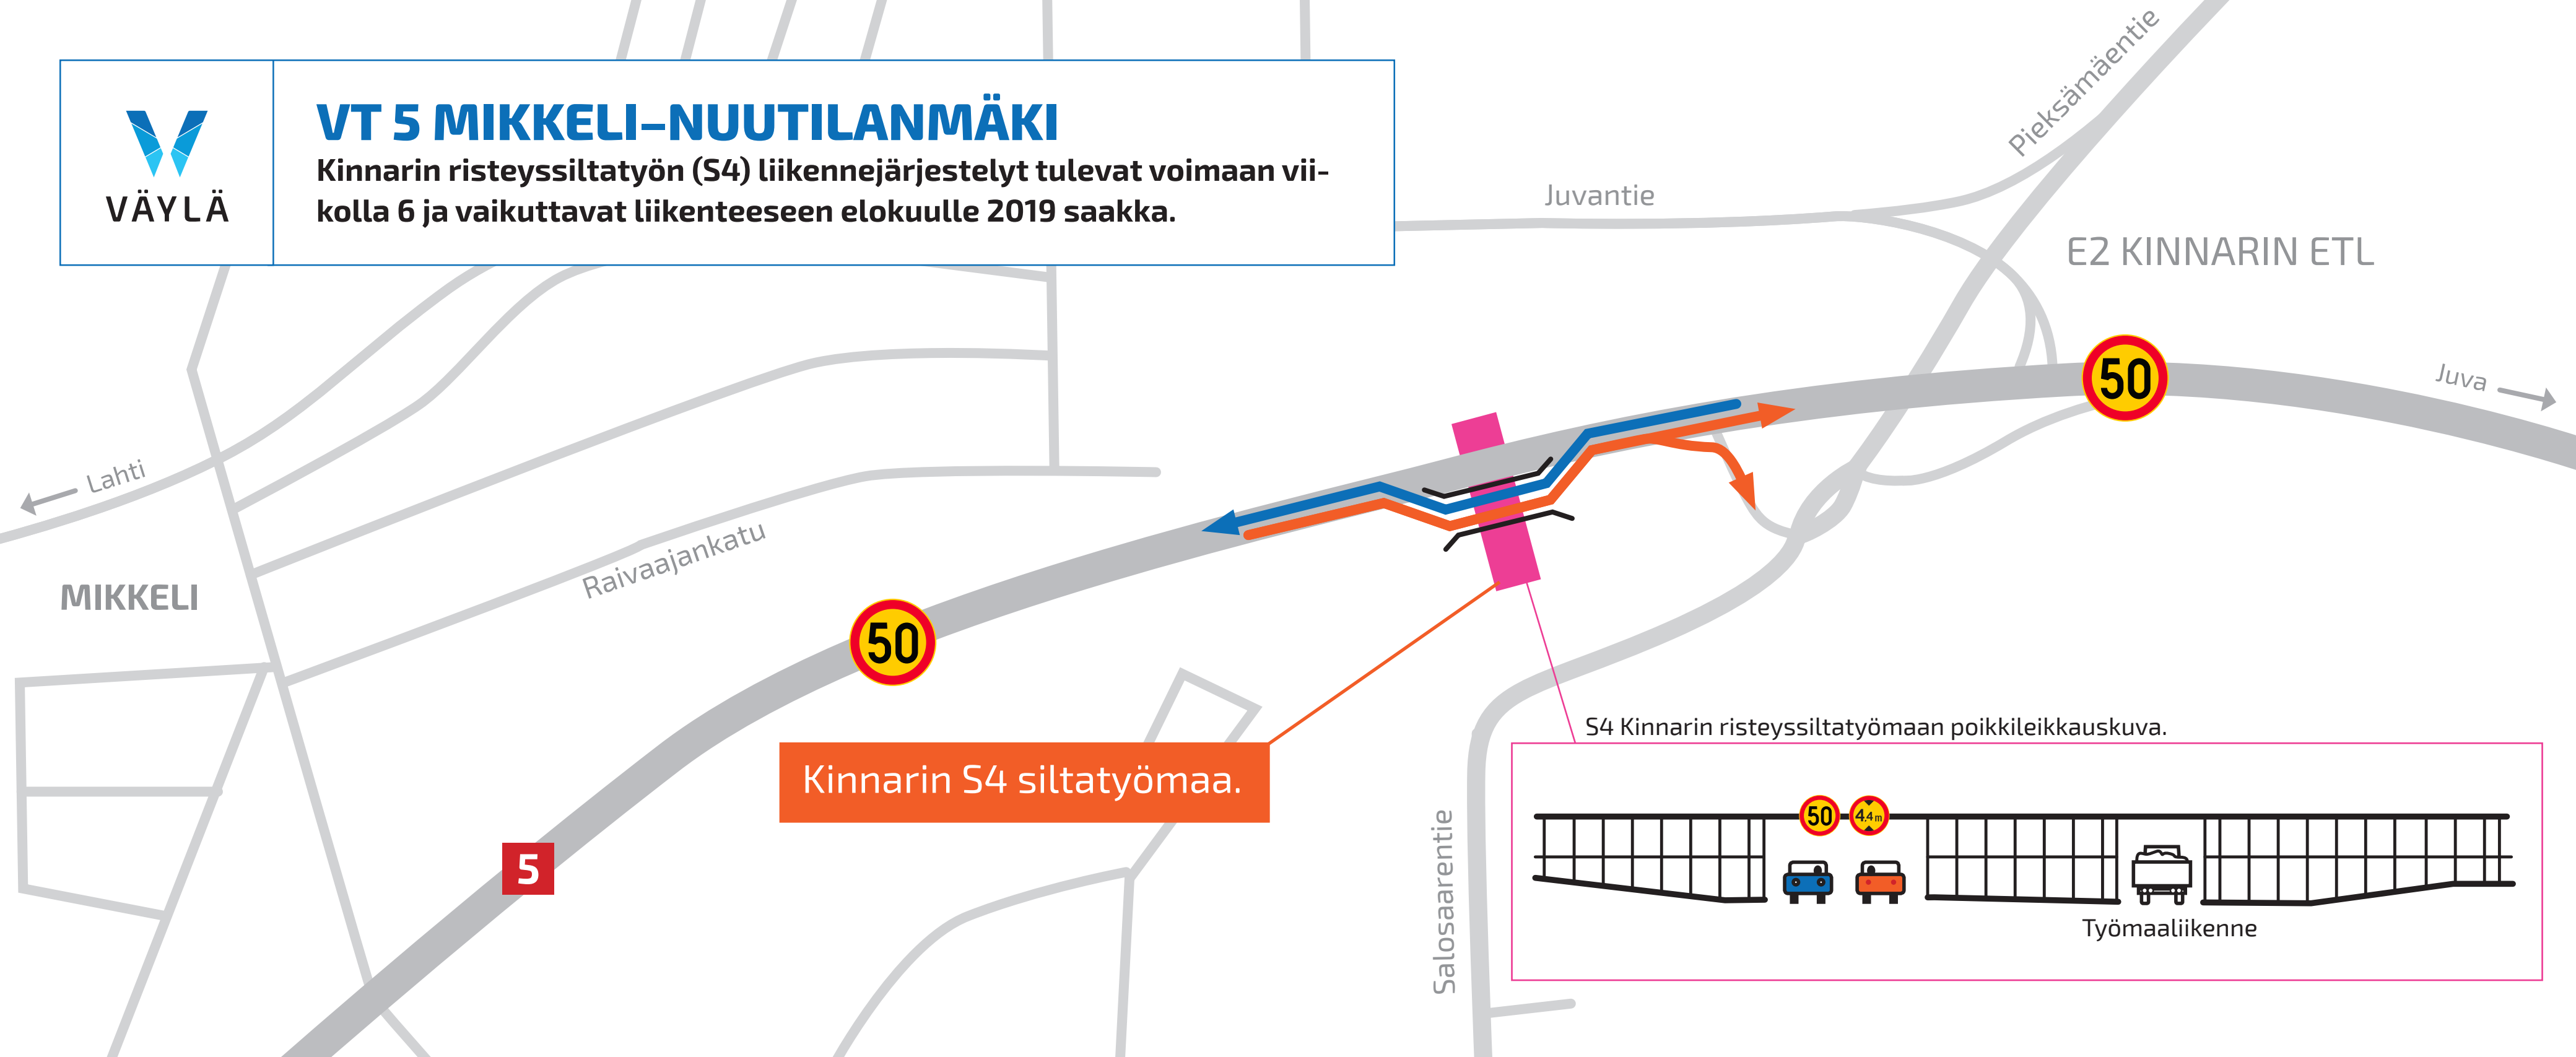 VÄYLÄ
VT 5 MIKKELI–NUUTILANMÄKI
Kinnarin risteyssiltatyön (S4) liikennejärjestelyt tulevat voimaan vii-
kolla 6 ja vaikuttavat liikenteeseen elokuulle 2019 saakka.
Pieksämäentie
Juvantie
E2 KINNARIN ETL
50
Juva
Lahti
Raivaajankatu
MIKKELI
50
5
Kinnarin S4 siltatyömaa.
Salosaarentie
S4 Kinnarin risteyssiltatyömaan poikkileikkauskuva.
50
4.4 m
Työmaaliikenne